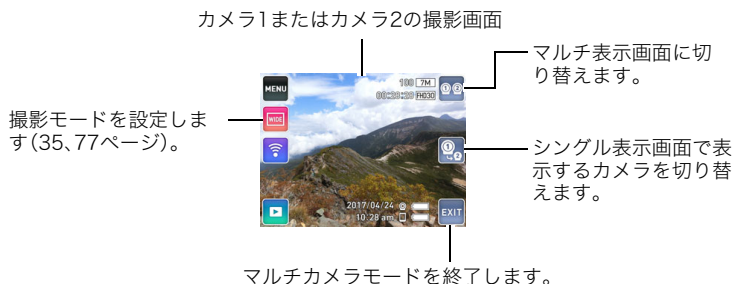 カメラ1またはカメラ2の撮影画面
マルチ表示画面に切
り替えます。
撮影モードを設定しま
す(35、77ページ)。
シングル表示画面で表
示するカメラを切り替
えます。
マルチカメラモードを終了します。
MENU
100 7M
00:28:29 FHD30
① ②
WIDE
① ②
2017/04/24
10:28 am
EXIT